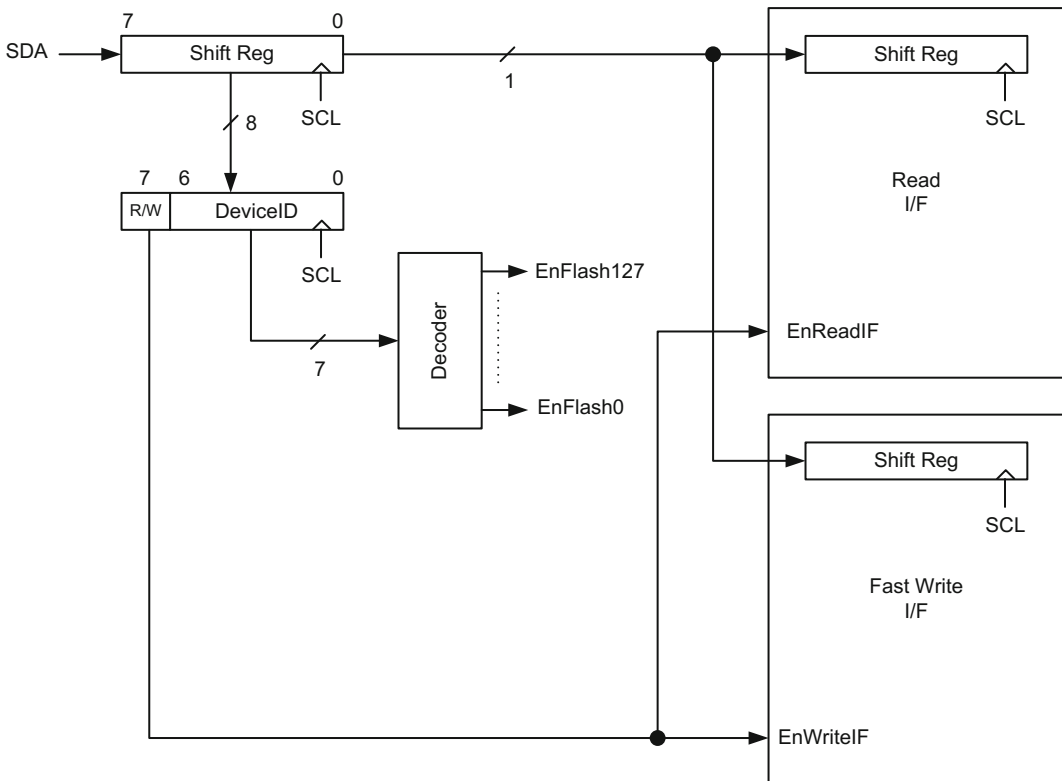 7 0
SDA
Shift Reg
SCL
1
8
Shift Reg
SCL
Read
I/F
EnReadIF
7 6 0
R/W
DeviceID
SCL
7
Decoder
EnFlash127
EnFlash0
Shift Reg
SCL
Fast Write
I/F
EnWriteIF